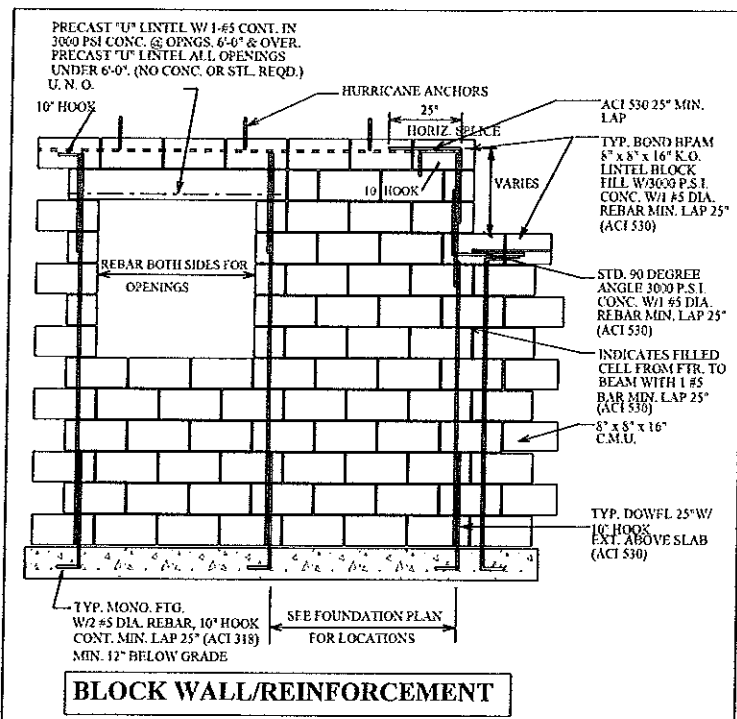 PRECAST "U" LINTEL W/ 1-#5 CONT. IN
3000 PSI CONC. @ OPNGS. 6'-0" & OVER.
PRECAST "U" LINTEL ALL OPENINGS
UNDER 6'-0". (NO CONC. OR STL. REQD.)
U. N. O.
10" HOOK
HURRICANE ANCHORS
25"
HORIZ. SPLICE
ACI 530 25" MIN.
LAP
TYP. BOND BEAM
8" x 8" x 16" K.O.
LINTEL BLOCK
FILL W/3000 P.S.I.
CONC. W/1 #5 DIA.
REBAR MIN. LAP 25"
(ACI 530)
10 HOOK
VARIES
REBAR BOTH SIDES FOR
OPENINGS
STD. 90 DEGREE
ANGLE 3000 P.S.I.
CONC. W/1 #5 DIA.
REBAR MIN. LAP 25"
(ACI 530)
INDICATES FILLED
CELL FROM FTR. TO
BEAM WITH 1 #5
BAR MIN. LAP 25"
(ACI 530)
8" x 8" x 16"
C.M.U.
TYP. DOWEL 25" W/
10" HOOK
EXT. ABOVE SLAB
(ACI 530)
TYP. MONO. FTG.
W/2 #5 DIA. REBAR, 10" HOOK
CONT. MIN. LAP 25" (ACI 318)
MIN. 12" BELOW GRADE
SEE FOUNDATION PLAN
FOR LOCATIONS
BLOCK WALL/REINFORCEMENT